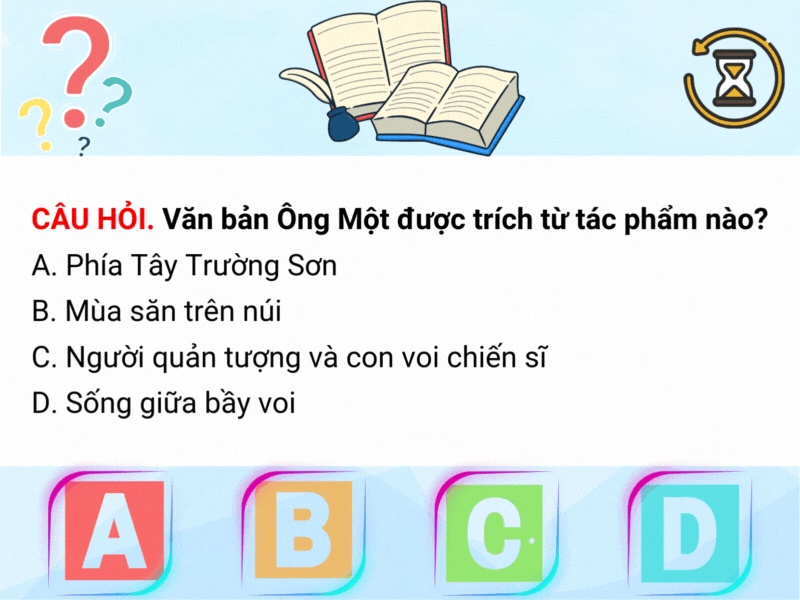 CÂU HỎI. Văn bản Ông Một được trích từ tác phẩm nào?
A. Phía Tây Trường Sơn
B. Mùa săn trên núi
C. Người quản tượng và con voi chiến sĩ
D. Sống giữa bầy voi
A B C D